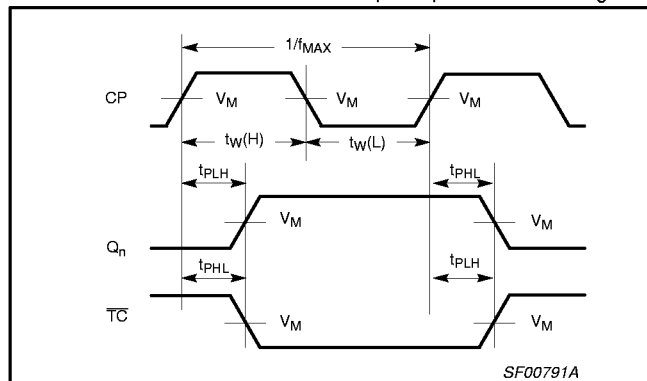 1/fMAX
CP VM VM VM
tW(H) tW(L)
tPLH tPHL
Qn VM VM
tPHL tPLH
TC VM VM
SF00791A